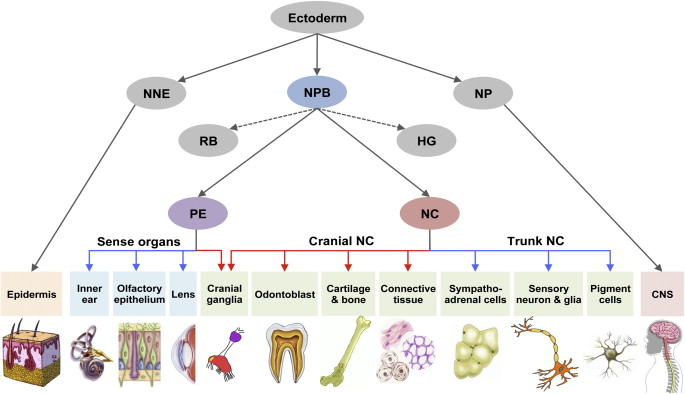 Ectoderm
NNE
NPB
NP
RB
HG
PE
NC
Sense organs
Cranial NC
Trunk NC
Epidermis
Inner
ear
Olfactory
epithelium
Lens
Cranial
ganglia
Odontoblast
Cartilage
& bone
Connective
tissue
Sympatho-
adrenal cells
Sensory
neuron & glia
Pigment
cells
CNS